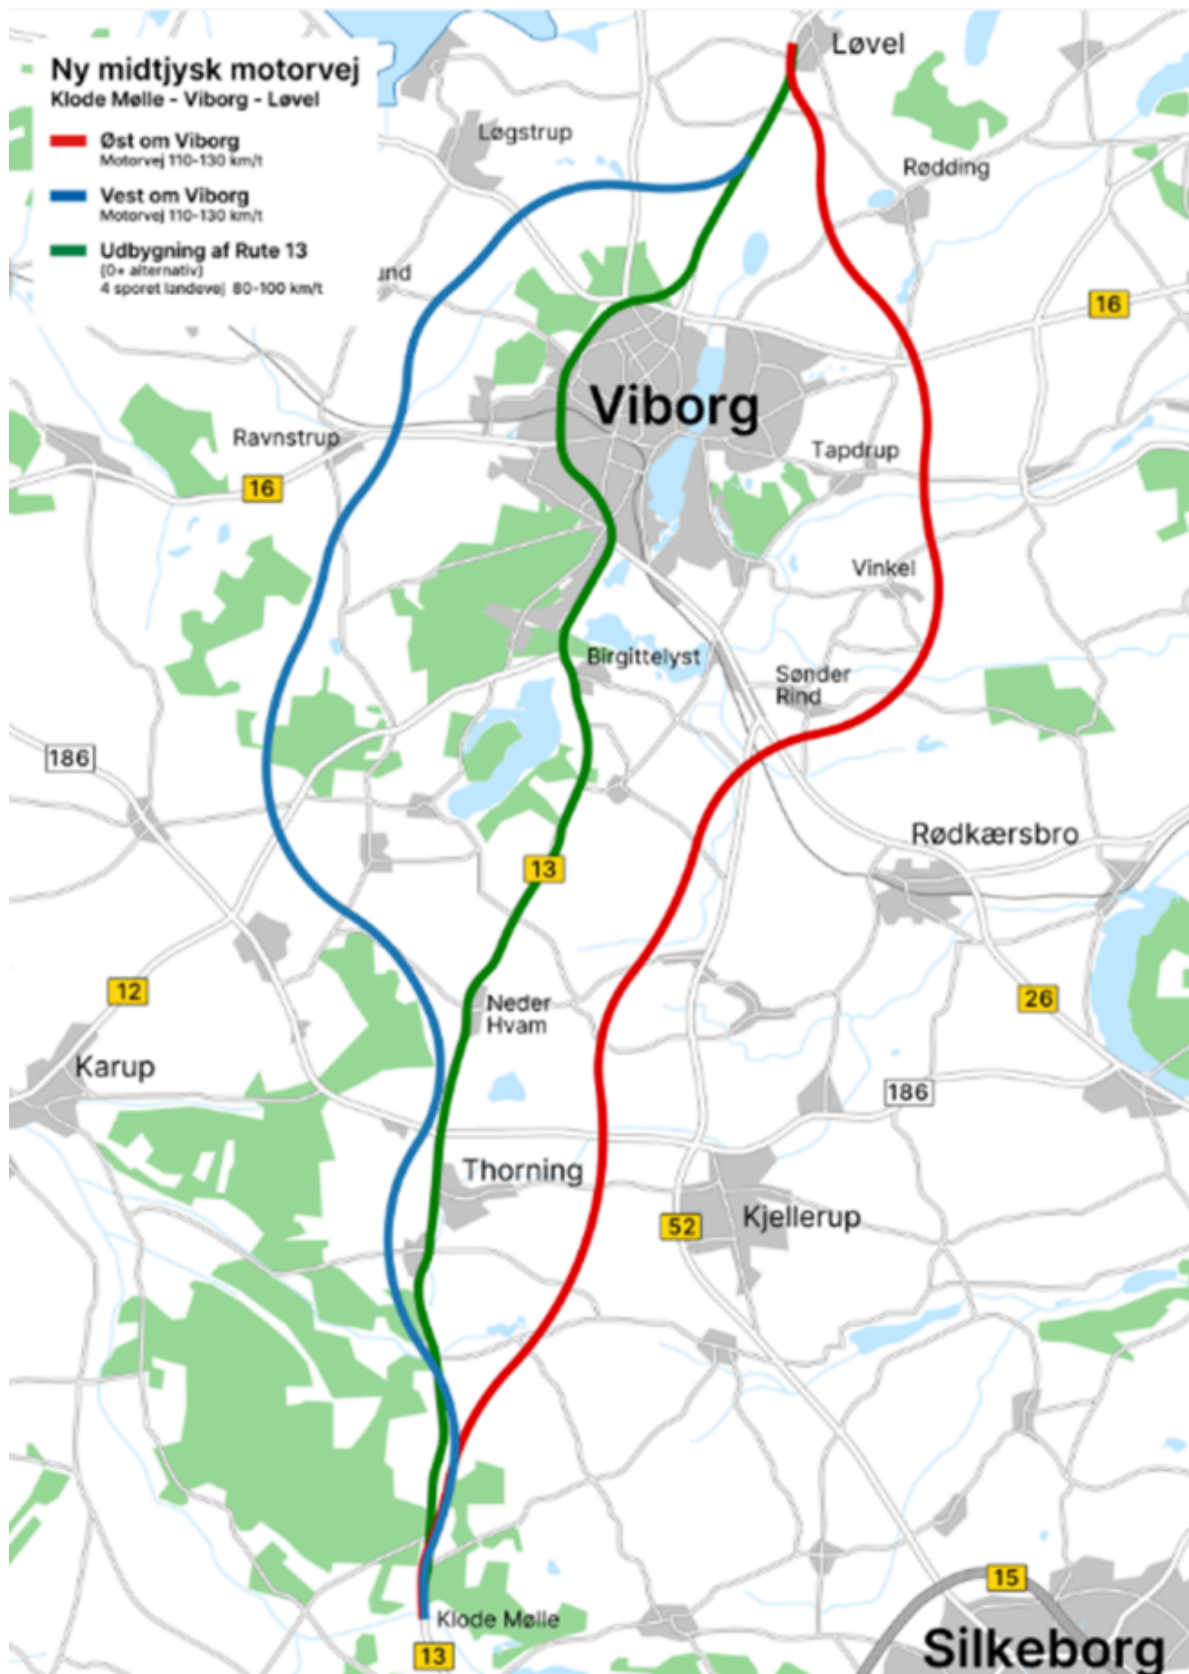 Ny midtjysk motorvej
Klode Mølle - Viborg - Løvel
Øst om Viborg
Motorvej 110-130 km/t
Vest om Viborg
Motorvej 110-130 km/t
Udbygning af Rute 13
(0+ alternativ)
4 sporet landevej 80-100 km/t
Løvel
Løgstrup
Rødding
und
16
Viborg
Ravnstrup
Tapdrup
16
Vinkel
Birgittelyst
Sønder
Rind
186
Rødkærsbro
13
12
Neder
Hvam
26
Karup
186
Thorning
Kjellerup
52
15
Klode Mølle
Silkeborg
13